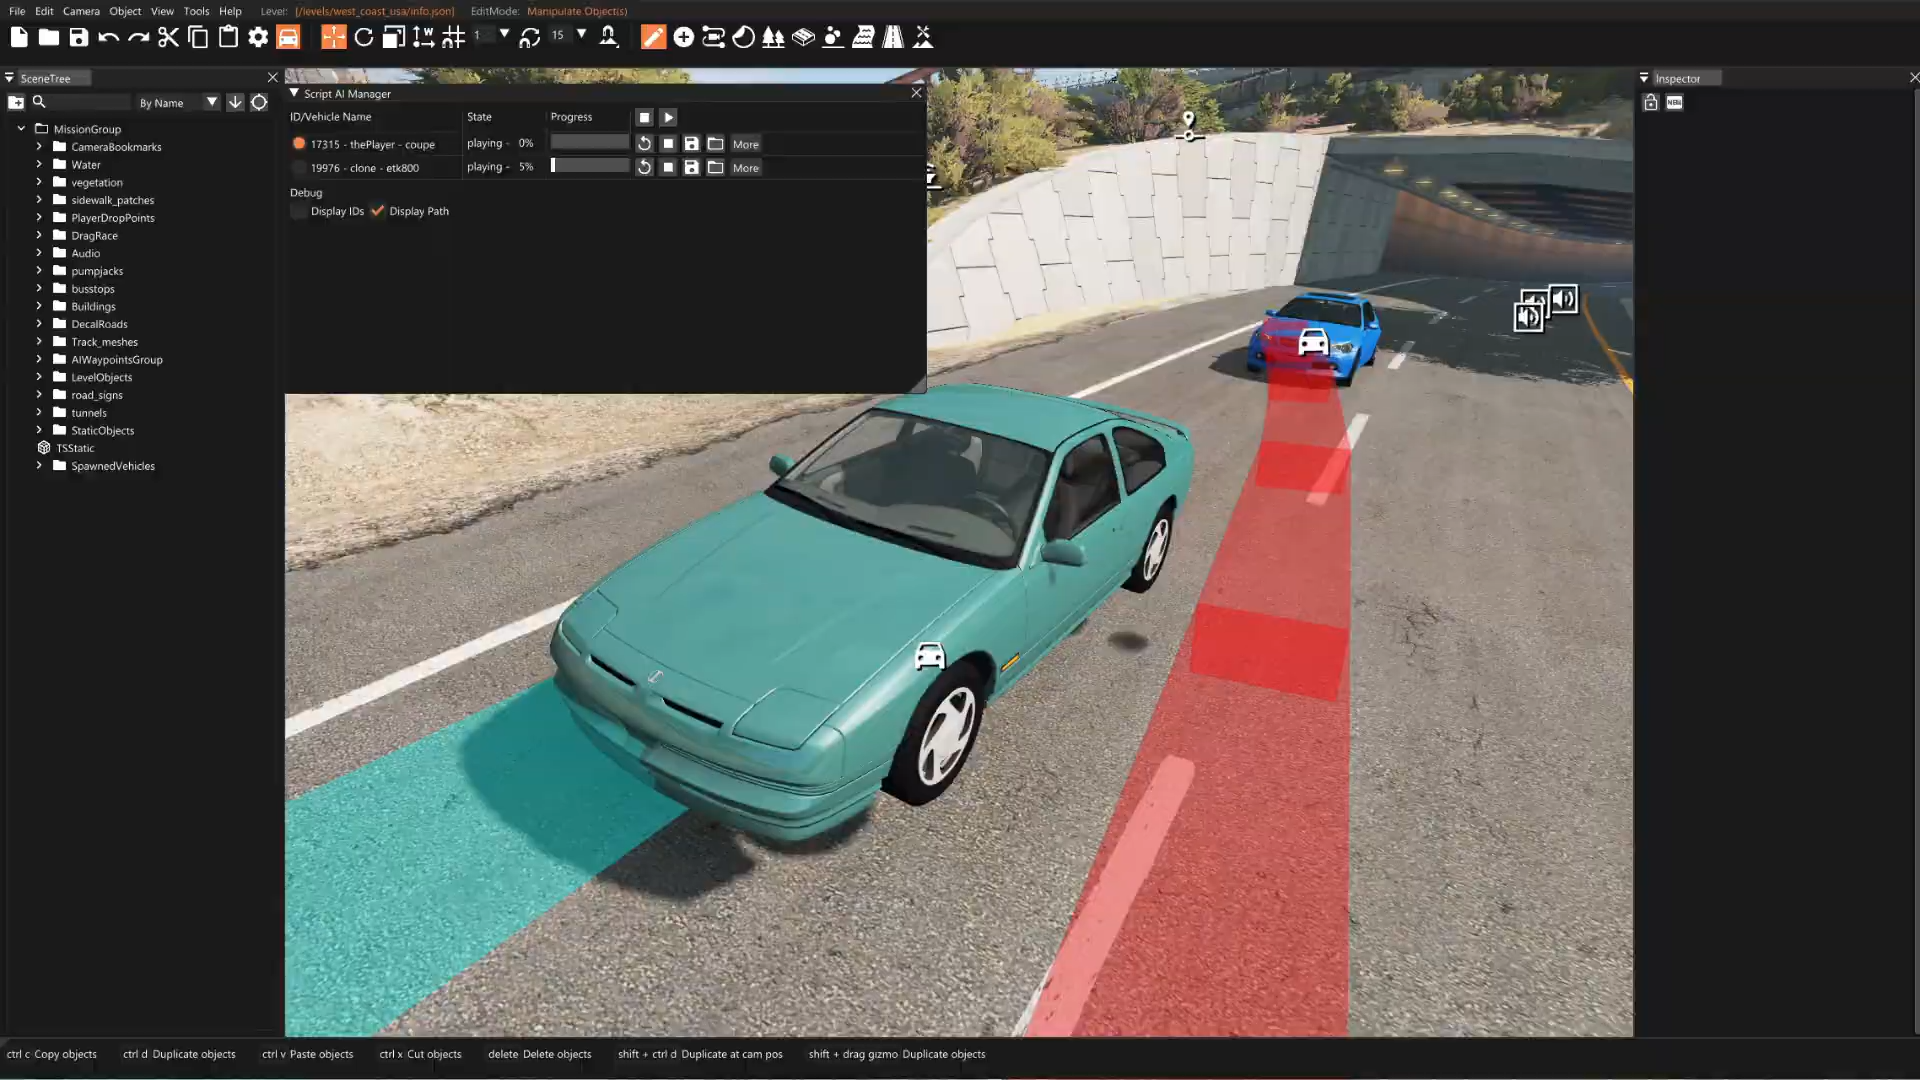 File Edit Camera Object View Tools Help Level: [/levels/west_coast_usa/info.json] EditMode: Manipulate Object(s)
1 15
SceneTree
By Name
MissionGroup
CameraBookmarks
Water
vegetation
sidewalk_patches
PlayerDropPoints
DragRace
Audio
pumpjacks
busstops
Buildings
DecalRoads
Track_meshes
AIWaypointsGroup
LevelObjects
road_signs
tunnels
StaticObjects
TSStatic
SpawnedVehicles
Script AI Manager
ID/Vehicle Name State Progress
17315 - thePlayer - coupe playing - 0% More
19976 - clone - etk800 playing - 5% More
Debug
Display IDs Display Path
Inspector
NEW
ctrl c Copy objects ctrl d Duplicate objects ctrl v Paste objects ctrl x Cut objects delete Delete objects shift + ctrl d Duplicate at cam pos shift + drag gizmo Duplicate objects